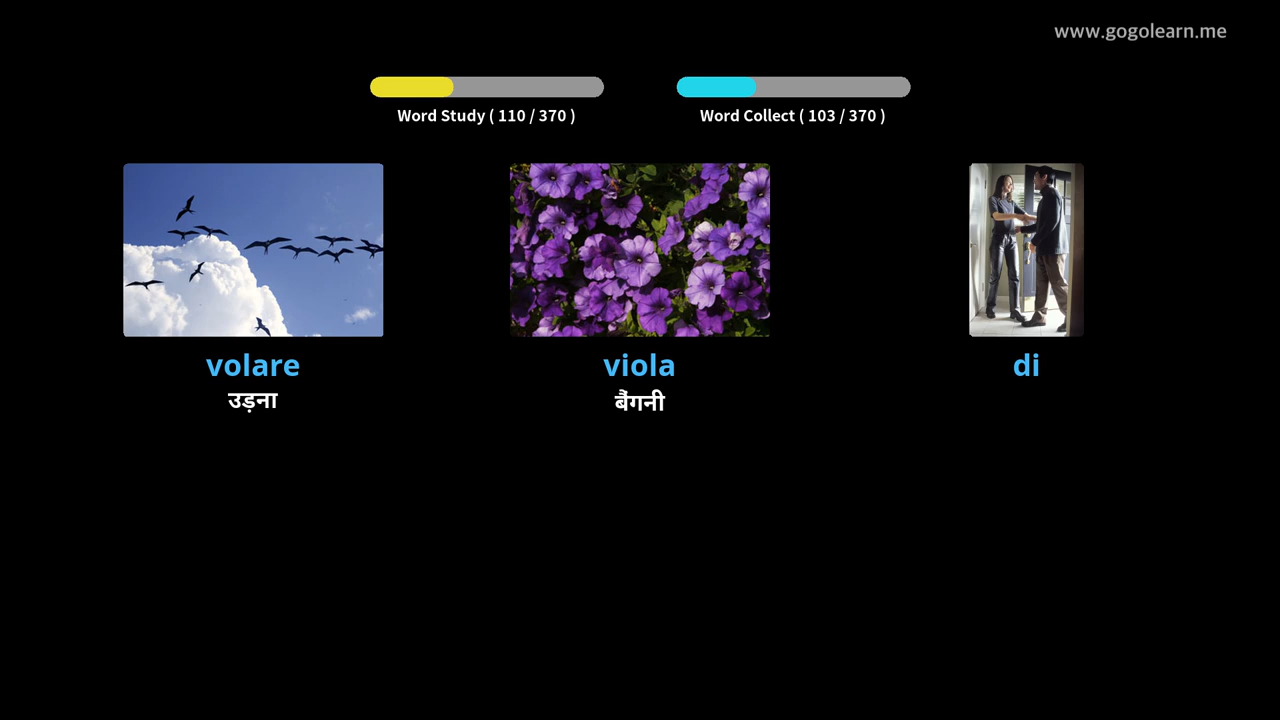 www.gogolearn.me
Word Study ( 110 / 370 )
Word Collect ( 103 / 370 )
volare
उड़ना
viola
बैंगनी
di